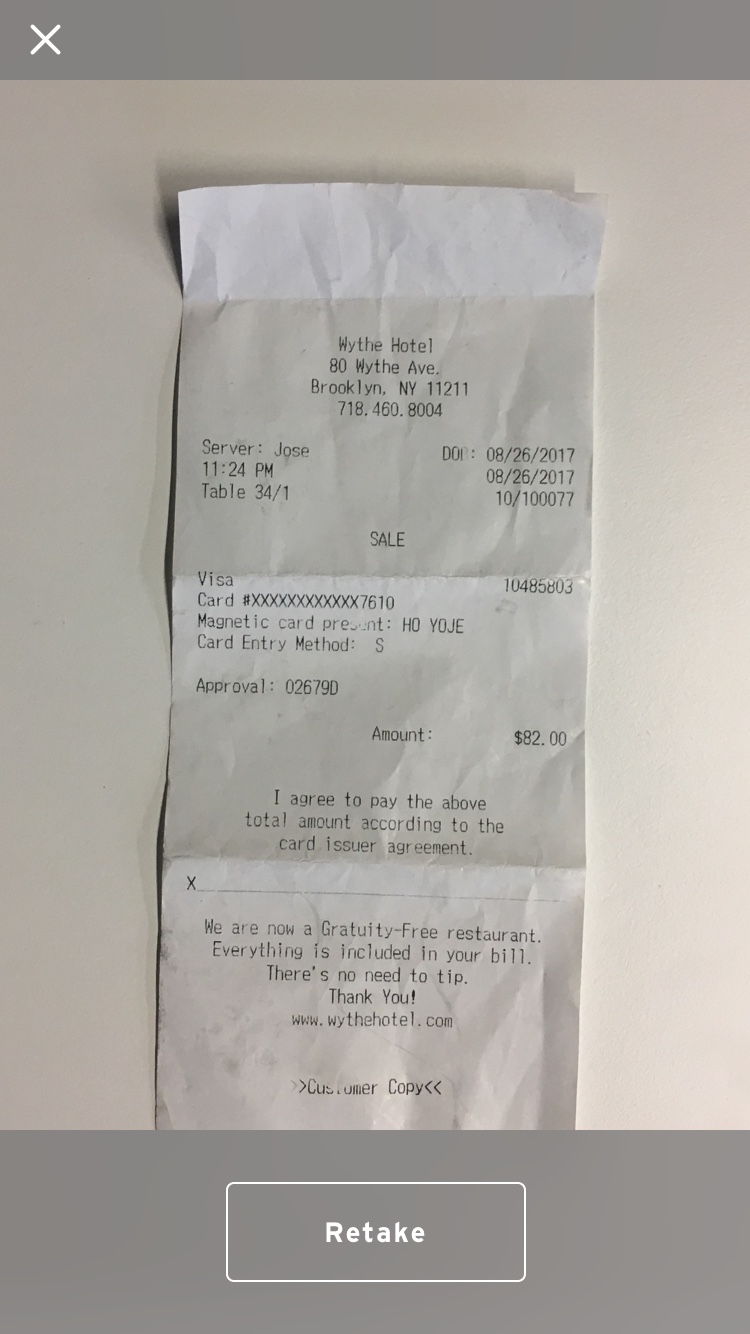 Wythe Hotel
80 Wythe Ave.
Brooklyn, NY 11211
718.460.8004
Server: Jose DOB: 08/26/2017
11:24 PM 08/26/2017
Table 34/1 10/100077
SALE
Visa 10485803
Card #XXXXXXXXXXXX7610
Magnetic card present: HO YOJE
Card Entry Method: S
Approval: 02679D
Amount: $82.00
I agree to pay the above
total amount according to the
card issuer agreement.
X
We are now a Gratuity-Free restaurant.
Everything is included in your bill.
There's no need to tip.
Thank You!
www.wythehotel.com
>>Customer Copy<<
Retake